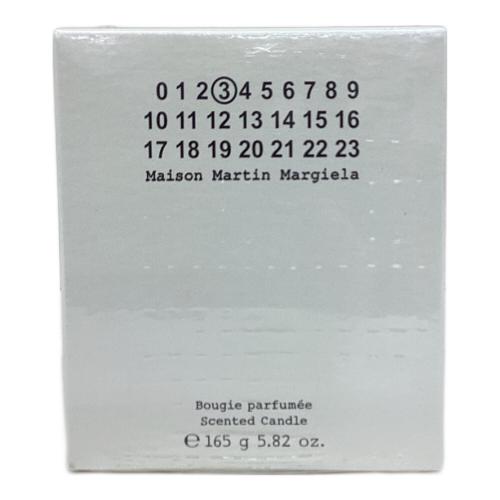 0 1 2 3 4 5 6 7 8 9
10 11 12 13 14 15 16
17 18 19 20 21 22 23
Maison Martin Margiela
Bougie parfumée
Scented Candle
℮ 165 g 5.82 oz.